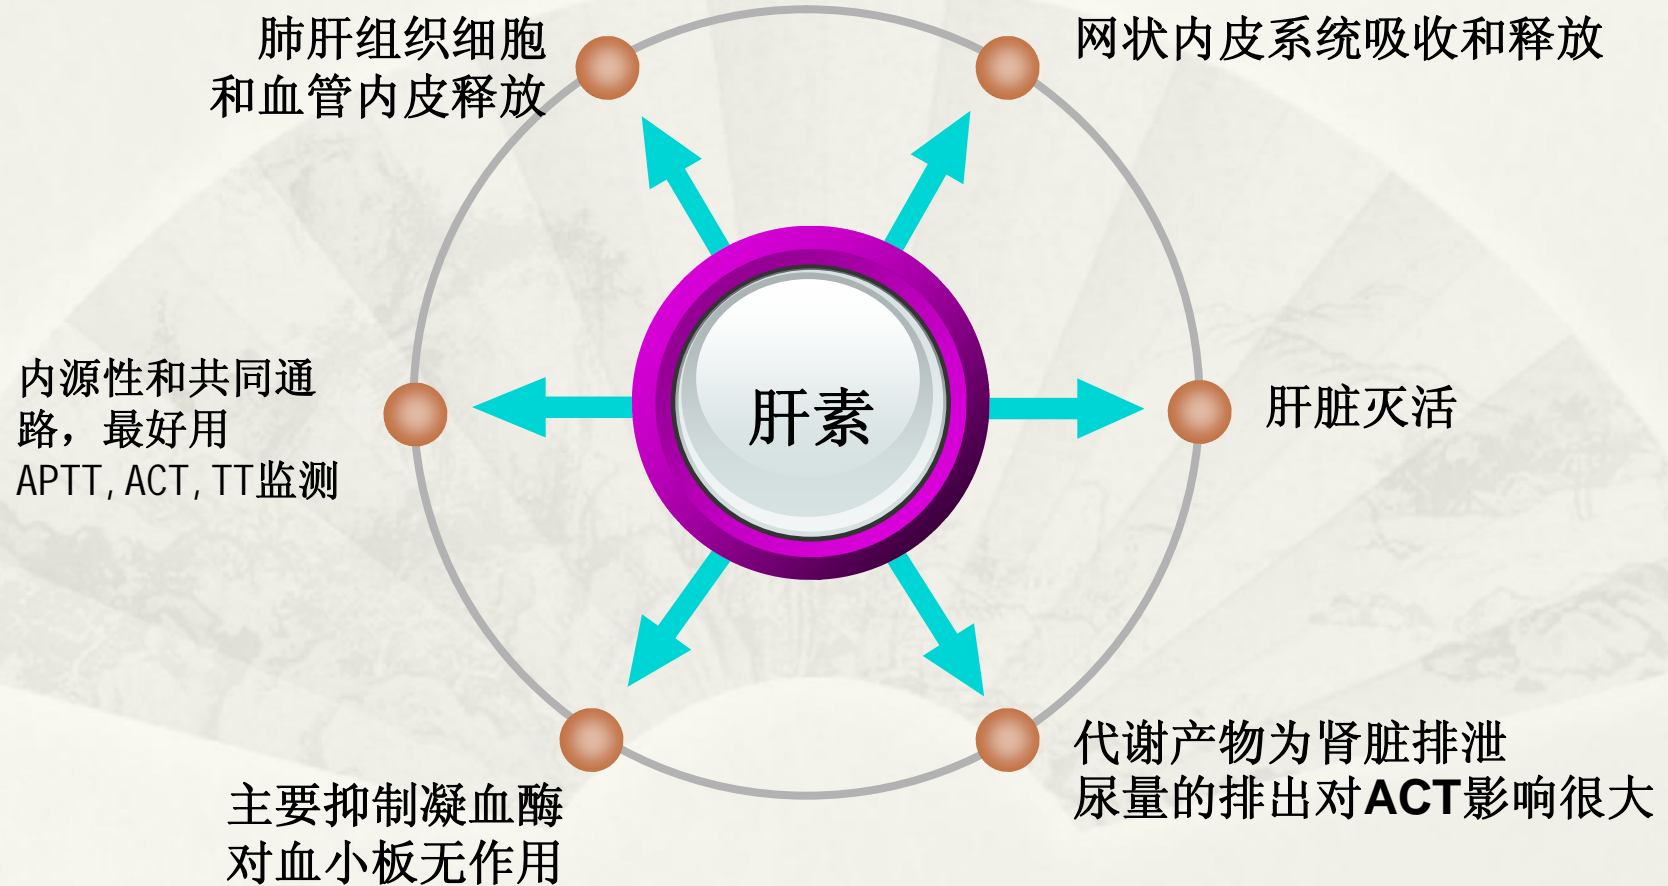 肺肝组织细胞
和血管内皮释放
网状内皮系统吸收和释放
内源性和共同通
路，最好用
APTT, ACT, TT监测
肝素
肝脏灭活
主要抑制凝血酶
对血小板无作用
代谢产物为肾脏排泄
尿量的排出对ACT影响很大